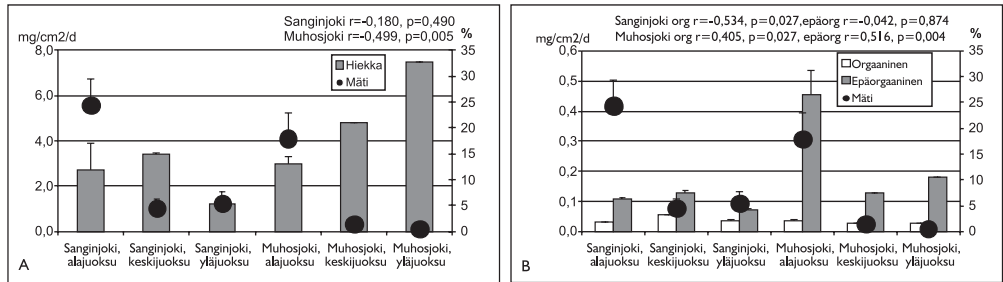 Sanginjoki r=-0,180, p=0,490
Muhosjoki r=-0,499, p=0,005
mg/cm2/d
%
8,0
6,0
4,0
2,0
0,0
35
30
25
20
15
10
5
0
Hiekka
Mäti
Sanginjoki, alajuoksu
Sanginjoki, keskijuoksu
Sanginjoki, yläjuoksu
Muhosjoki, alajuoksu
Muhosjoki, keskijuoksu
Muhosjoki, yläjuoksu
A
Sanginjoki org r=-0,534, p=0,027,epäorg r=-0,042, p=0,874
Muhosjoki org r=0,405, p=0,027, epäorg r=0,516, p=0,004
mg/cm2/d
%
0,6
0,5
0,4
0,3
0,2
0,1
0,0
35
30
25
20
15
10
5
0
Orgaaninen
Epäorgaaninen
Mäti
Sanginjoki, alajuoksu
Sanginjoki, keskijuoksu
Sanginjoki, yläjuoksu
Muhosjoki, alajuoksu
Muhosjoki, keskijuoksu
Muhosjoki, yläjuoksu
B